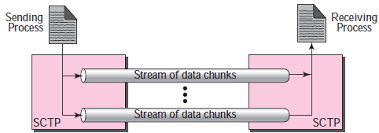 Sending
Process
Receiving
Process
Stream of data chunks
Stream of data chunks
SCTP
SCTP